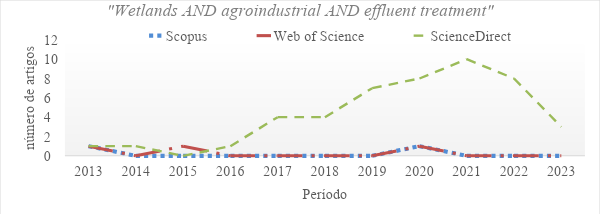 "Wetlands AND agroindustrial AND effluent treatment"
Scopus Web of Science ScienceDirect
número de artigos
12
10
8
6
4
2
0
2013 2014 2015 2016 2017 2018 2019 2020 2021 2022 2023
Período